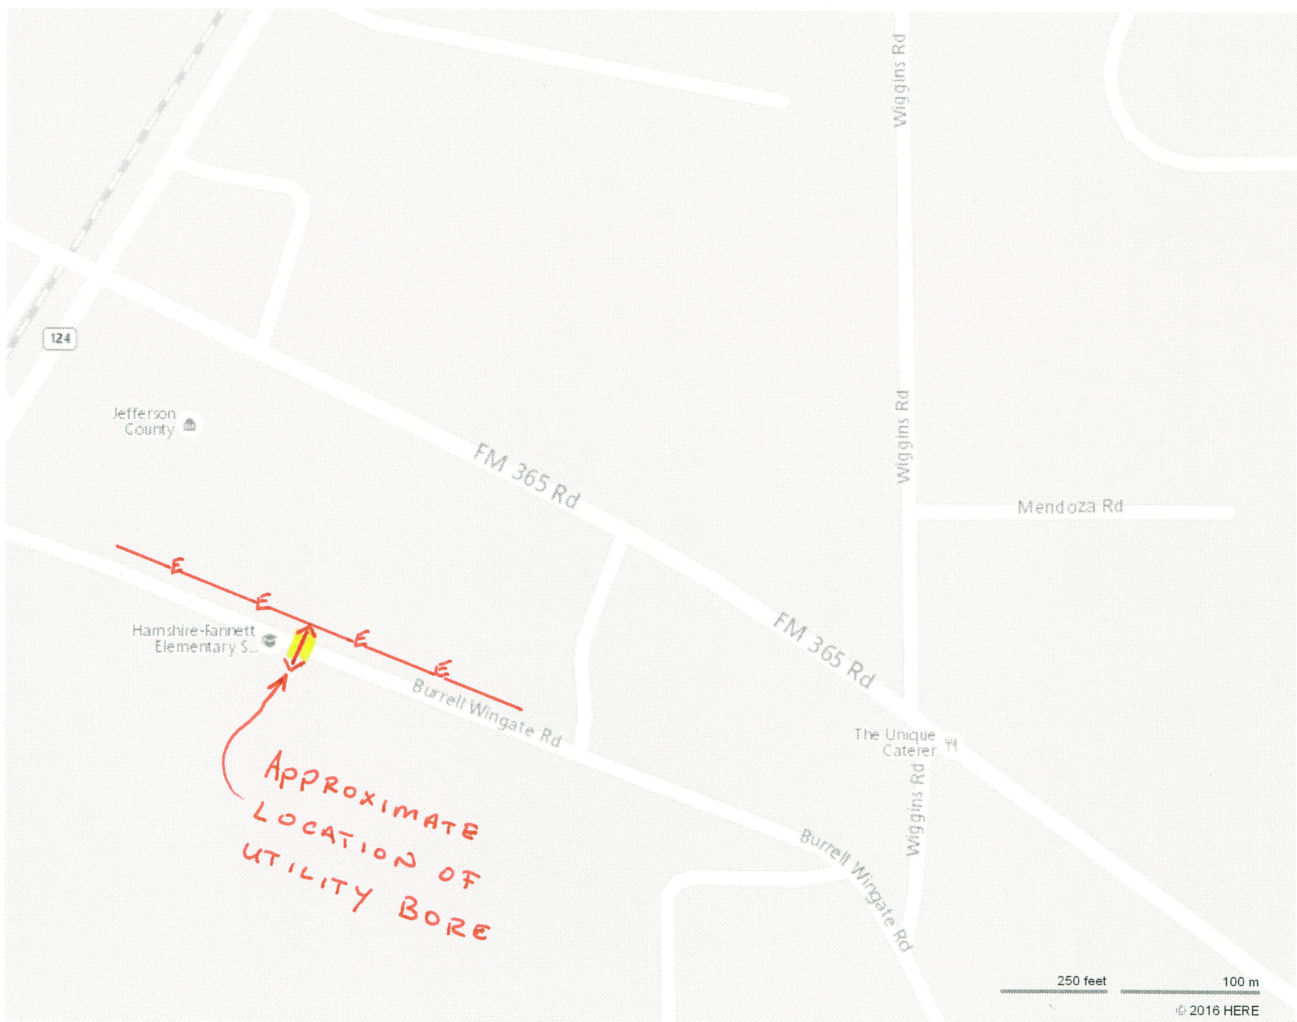 Wiggins Rd
124
Jefferson
County
FM 365 Rd
Wiggins Rd
Mendoza Rd
E
E
E
E
Hamshire-Fannett
Elementary S...
Burrell Wingate Rd
FM 365 Rd
The Unique
Caterer
Wiggins Rd
APPROXIMATE
LOCATION OF
UTILITY BORE
Burrell Wingate Rd
250 feet
100 m
© 2016 HERE